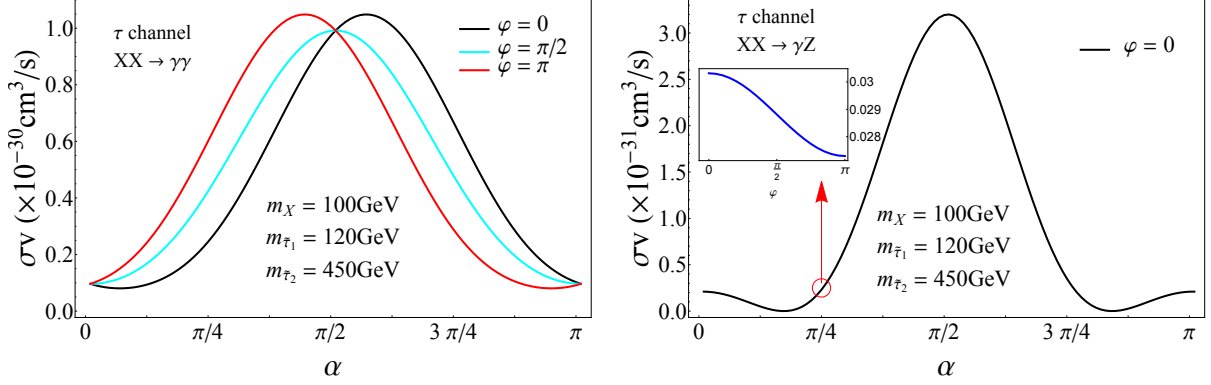 τ channel
XX → γγ
φ = 0
φ = π/2
φ = π
m_X = 100GeV
m_τ̃₁ = 120GeV
m_τ̃₂ = 450GeV
σv (×10⁻³⁰cm³/s)
1.0
0.8
0.6
0.4
0.2
0.0
0
π/4
π/2
3 π/4
π
α
τ channel
XX → γZ
φ = 0
0.03
0.029
0.028
0
π/2
π
φ
m_X = 100GeV
m_τ̃₁ = 120GeV
m_τ̃₂ = 450GeV
σv (×10⁻³¹cm³/s)
3.0
2.5
2.0
1.5
1.0
0.5
0.0
0
π/4
π/2
3 π/4
π
α